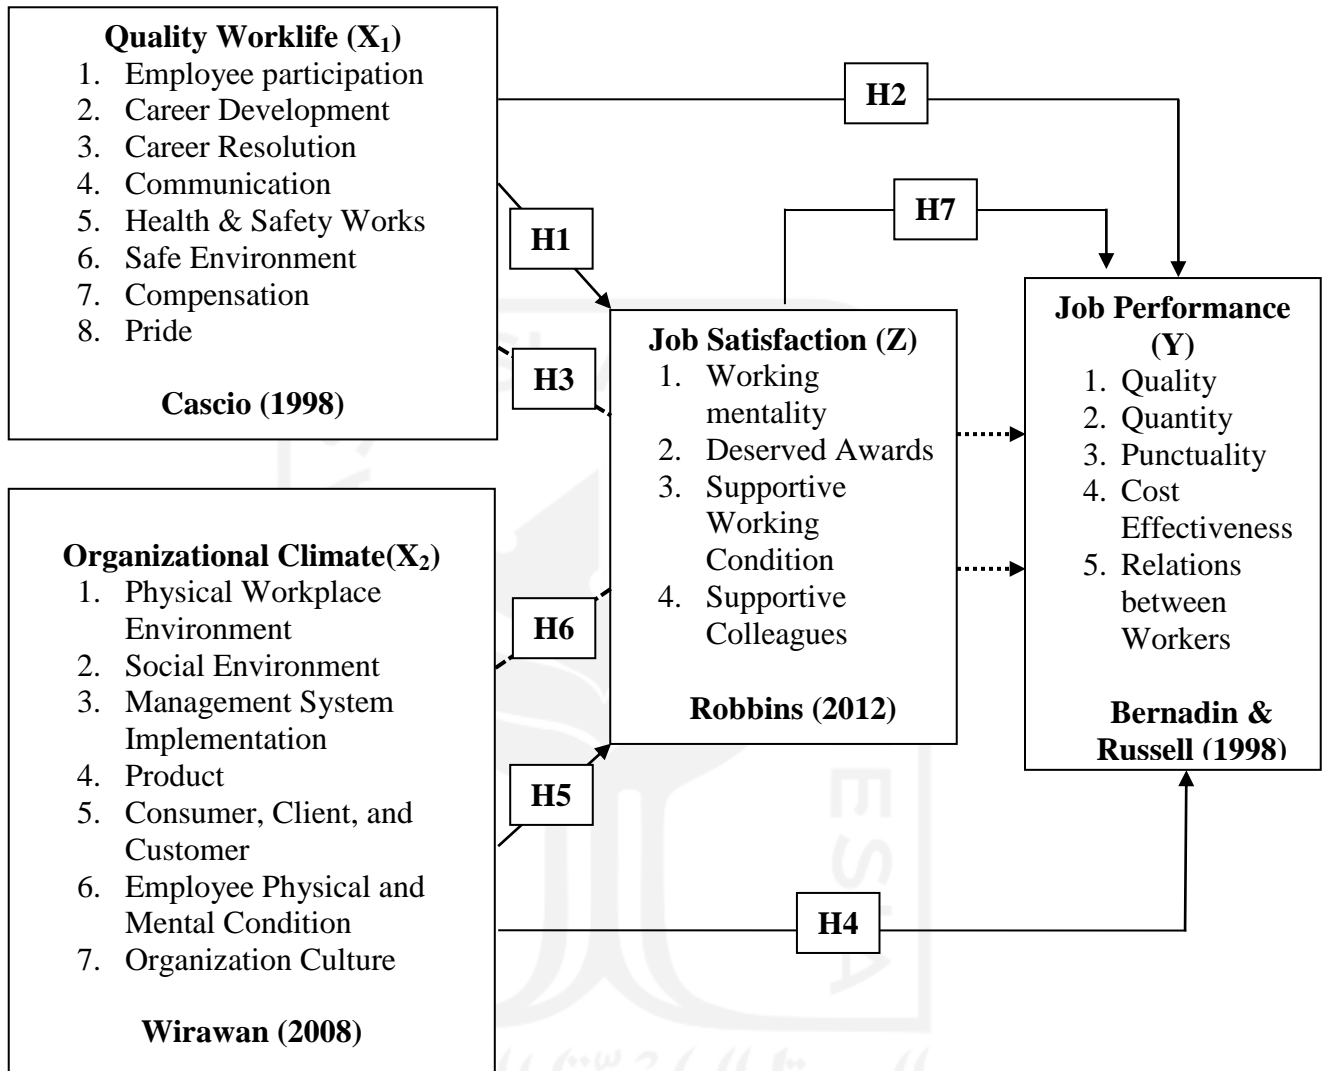 Quality Worklife (X₁)
1. Employee participation
2. Career Development
3. Career Resolution
4. Communication
5. Health & Safety Works
6. Safe Environment
7. Compensation
8. Pride
Cascio (1998)
H2
H7
H1
H3
Job Satisfaction (Z)
1. Working
mentality
2. Deserved Awards
3. Supportive
Working
Condition
4. Supportive
Colleagues
Robbins (2012)
Job Performance
(Y)
1. Quality
2. Quantity
3. Punctuality
4. Cost
Effectiveness
5. Relations
between
Workers
Bernadin &
Russell (1998)
Organizational Climate(X₂)
1. Physical Workplace
Environment
2. Social Environment
3. Management System
Implementation
4. Product
5. Consumer, Client, and
Customer
6. Employee Physical and
Mental Condition
7. Organization Culture
Wirawan (2008)
H6
H5
H4